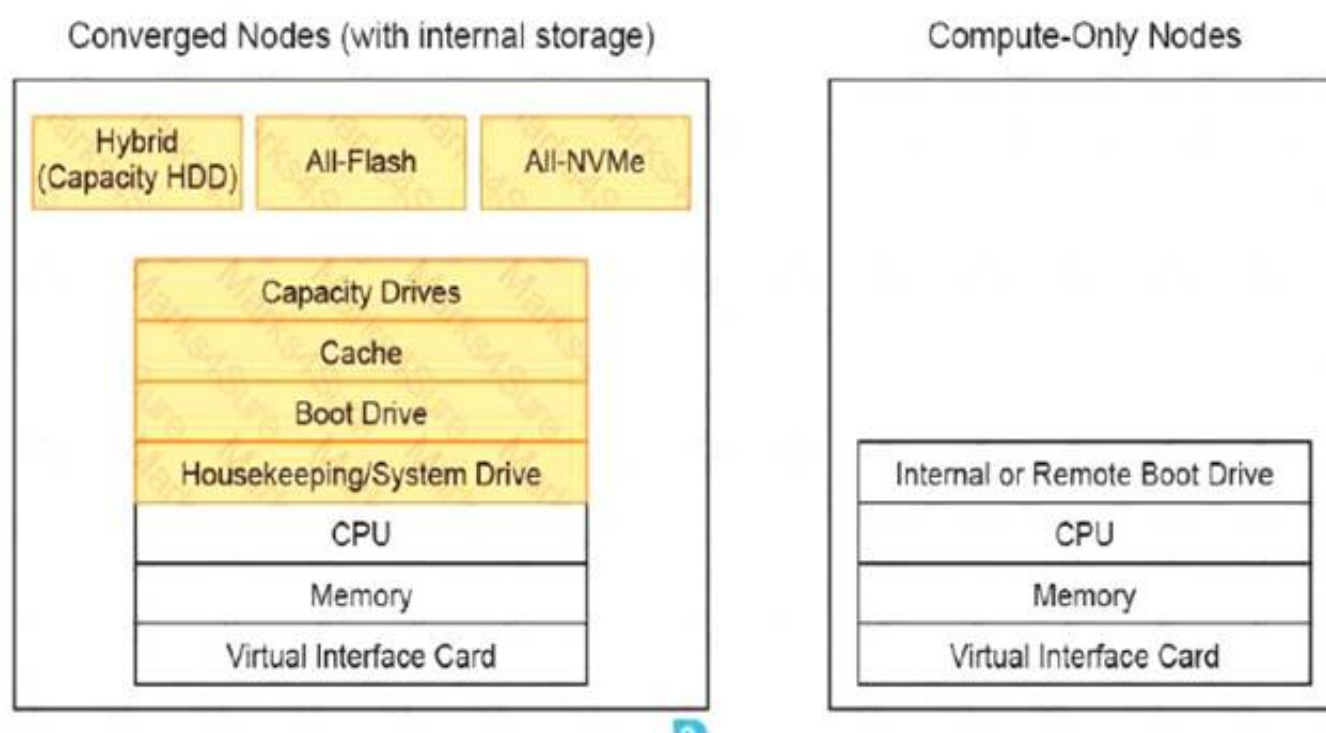 Converged Nodes (with internal storage)
Compute-Only Nodes
Hybrid
(Capacity HDD)
All-Flash
All-NVMe
Capacity Drives
Cache
Boot Drive
Housekeeping/System Drive
CPU
Memory
Virtual Interface Card
Internal or Remote Boot Drive
CPU
Memory
Virtual Interface Card